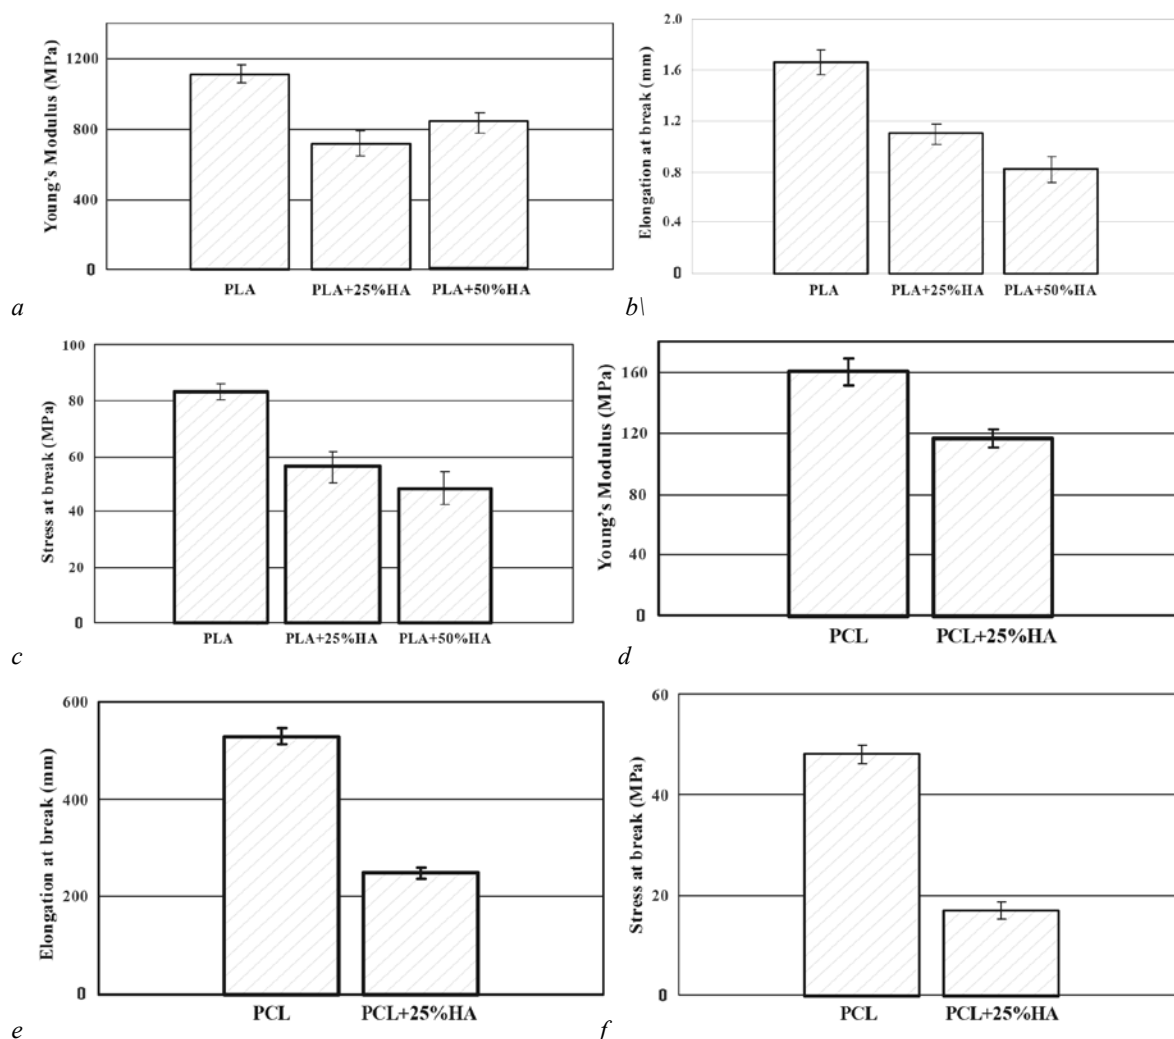 Young's Modulus (MPa)
1200
800
400
0
PLA
PLA+25%HA
PLA+50%HA
a
Elongation at break (mm)
2.0
1.6
1.2
0.8
0.4
0
PLA
PLA+25%HA
PLA+50%HA
b\
Stress at break (MPa)
100
80
60
40
20
0
PLA
PLA+25%HA
PLA+50%HA
c
Young's Modulus (MPa)
160
120
80
40
0
PCL
PCL+25%HA
d
Elongation at break (mm)
600
400
200
0
PCL
PCL+25%HA
e
Stress at break (MPa)
60
40
20
0
PCL
PCL+25%HA
f